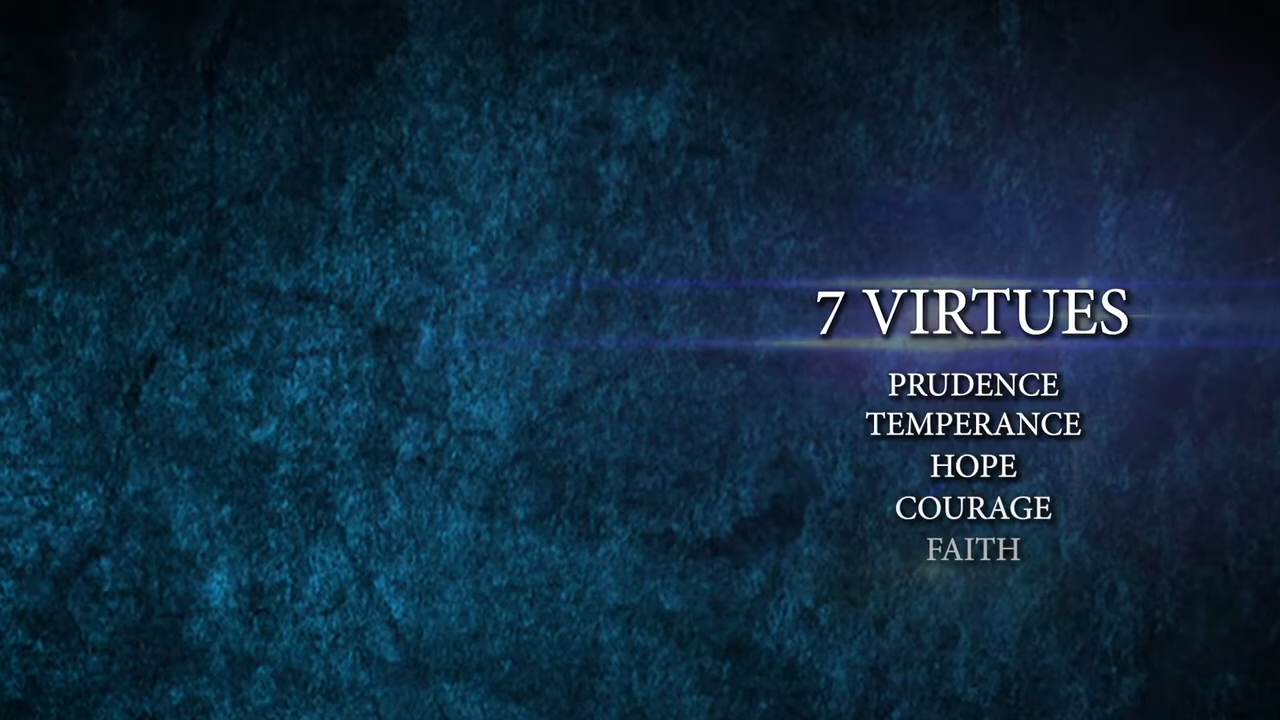 7 VIRTUES
PRUDENCE
TEMPERANCE
HOPE
COURAGE
FAITH